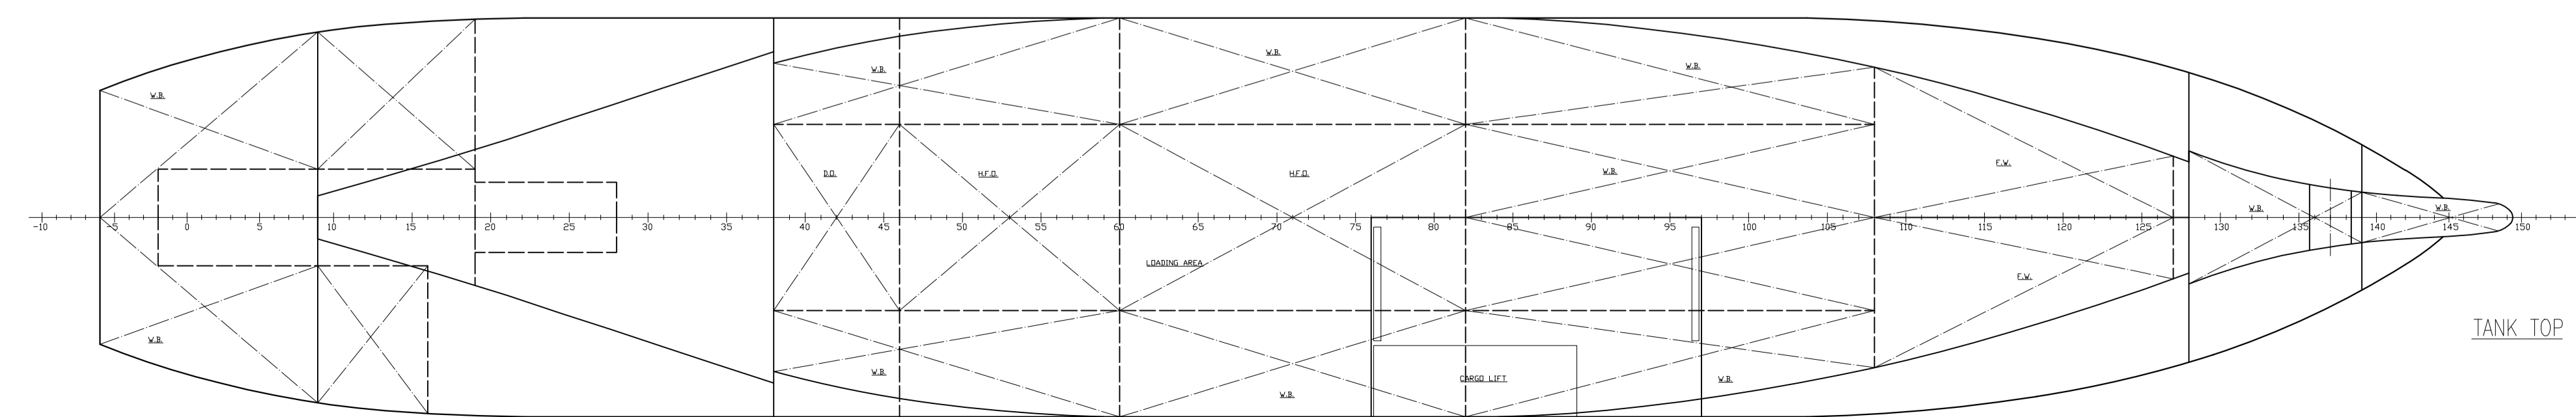 W.B.
W.B.
W.B.
W.B.
D.O.
H.F.O.
H.F.O.
W.B.
F.W.
W.B.
W.B.
-10 -5 0 5 10 15 20 25 30 35 40 45 50 55 60 65 70 75 80 85 90 95 100 105 110 115 120 125 130 135 140 145 150
LOADING AREA
F.W.
TANK TOP
W.B.
W.B.
CARGO LIFT
W.B.
W.B.